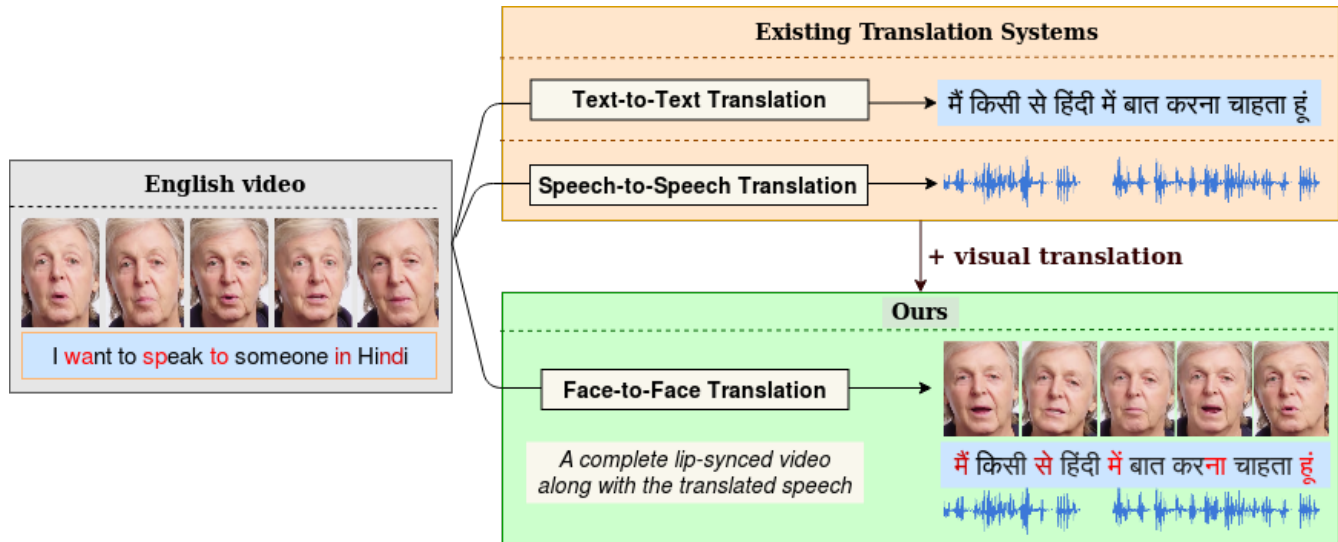 English video
I want to speak to someone in Hindi
Existing Translation Systems
Text-to-Text Translation
मैं किसी से हिंदी में बात करना चाहता हूं
Speech-to-Speech Translation
+ visual translation
Ours
Face-to-Face Translation
A complete lip-synced video
along with the translated speech
मैं किसी से हिंदी में बात करना चाहता हूं